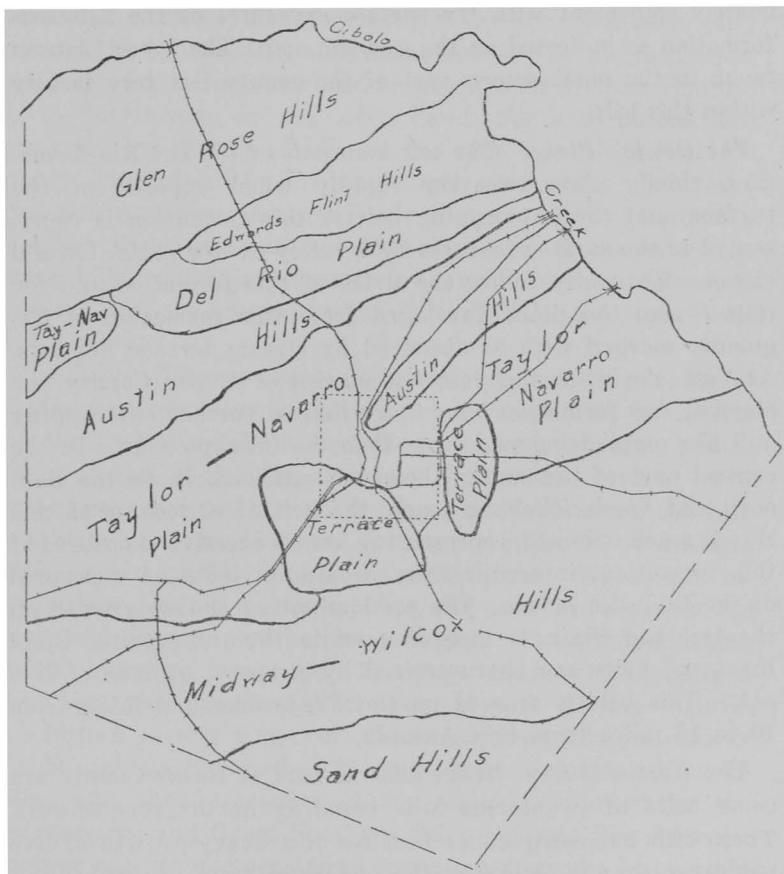 Cibolo
Glen Rose Hills
Edwards Flint Hills
Creek
Del Rio Plain
Tay-Nav
Plain
Austin Hills
Austin Hills
Taylor
Navarro
Plain
Taylor — Navarro
Plain
Terrace
Plain
Terrace
Plain
Midway — Wilcox Hills
Sand Hills